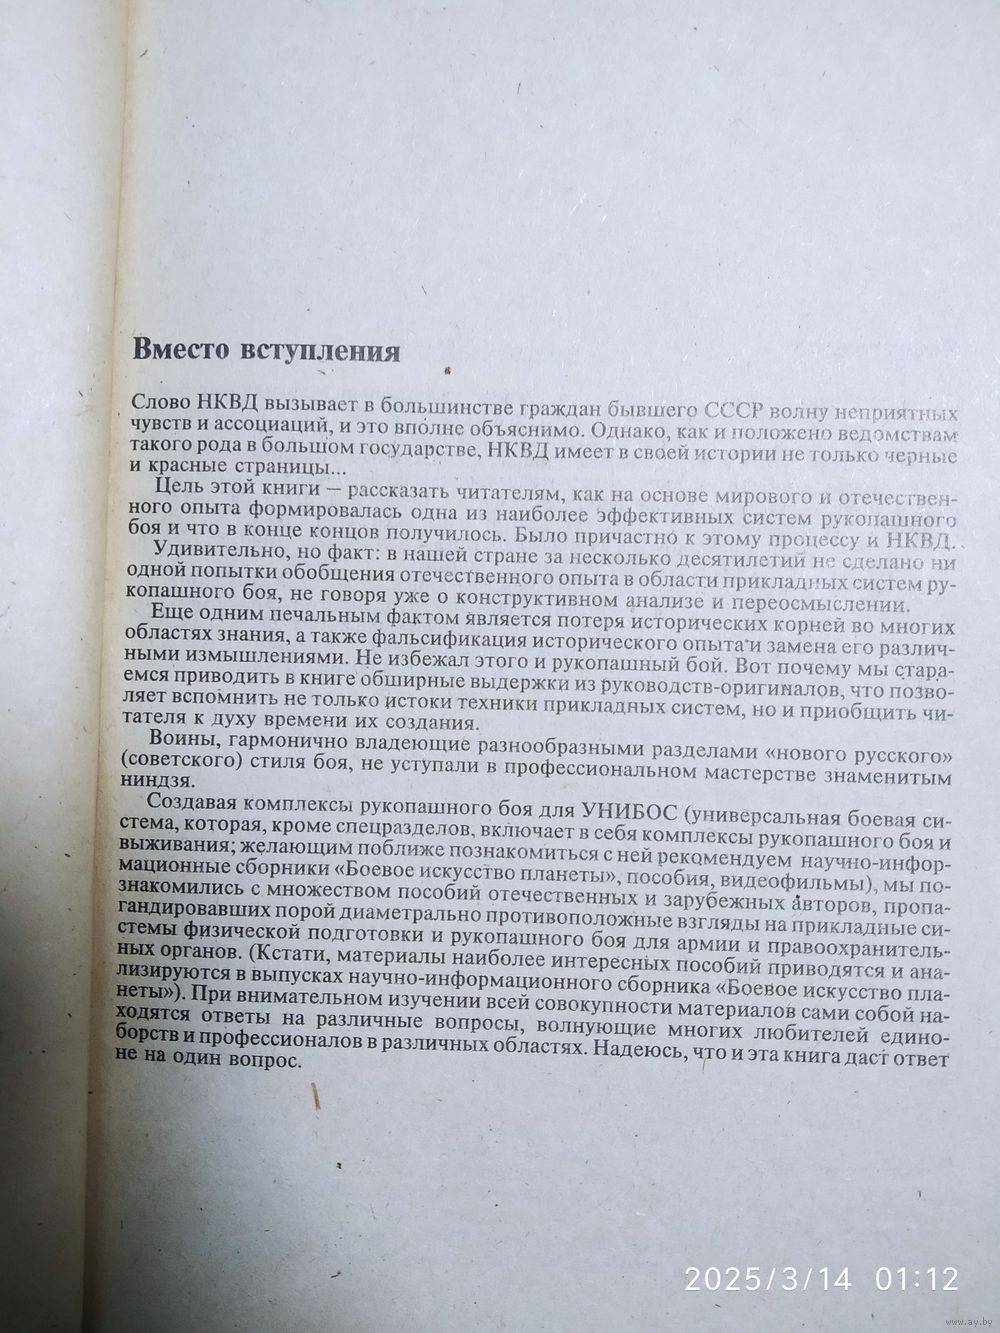 Вместо вступления
Слово НКВД вызывает в большинстве граждан бывшего СССР волну неприятных
чувств и ассоциаций, и это вполне объяснимо. Однако, как и положено ведомствам
такого рода в большом государстве, НКВД имеет в своей истории не только черные
и красные страницы...
Цель этой книги — рассказать читателям, как на основе мирового и отечествен-
ного опыта формировалась одна из наиболее эффективных систем рукопашного
боя и что в конце концов получилось. Было причастно к этому процессу и НКВД.
Удивительно, но факт: в нашей стране за несколько десятилетий не сделано ни
одной попытки обобщения отечественного опыта в области прикладных систем ру-
копашного боя, не говоря уже о конструктивном анализе и переосмыслении.
Еще одним печальным фактом является потеря исторических корней во многих
областях знания, а также фальсификация исторического опыта и замена его различ-
ными измышлениями. Не избежал этого и рукопашный бой. Вот почему мы стара-
емся приводить в книге обширные выдержки из руководств-оригиналов, что позво-
ляет вспомнить не только истоки техники прикладных систем, но и приобщить чи-
тателя к духу времени их создания.
Воины, гармонично владеющие разнообразными разделами «нового русского»
(советского) стиля боя, не уступали в профессиональном мастерстве знаменитым
ниндзя.
Создавая комплексы рукопашного боя для УНИБОС (универсальная боевая си-
стема, которая, кроме спецразделов, включает в себя комплексы рукопашного боя и
выживания; желающим поближе познакомиться с ней рекомендуем научно-инфор-
мационные сборники «Боевое искусство планеты», пособия, видеофильмы), мы по-
знакомились с множеством пособий отечественных и зарубежных авторов, пропа-
гандировавших порой диаметрально противоположные взгляды на прикладные си-
стемы физической подготовки и рукопашного боя для армии и правоохранитель-
ных органов. (Кстати, материалы наиболее интересных пособий приводятся и ана-
лизируются в выпусках научно-информационного сборника «Боевое искусство пла-
неты»). При внимательном изучении всей совокупности материалов сами собой на-
ходятся ответы на различные вопросы, волнующие многих любителей едино-
борств и профессионалов в различных областях. Надеюсь, что и эта книга даст ответ
не на один вопрос.
2025/3/14 01:12
www.ay.by